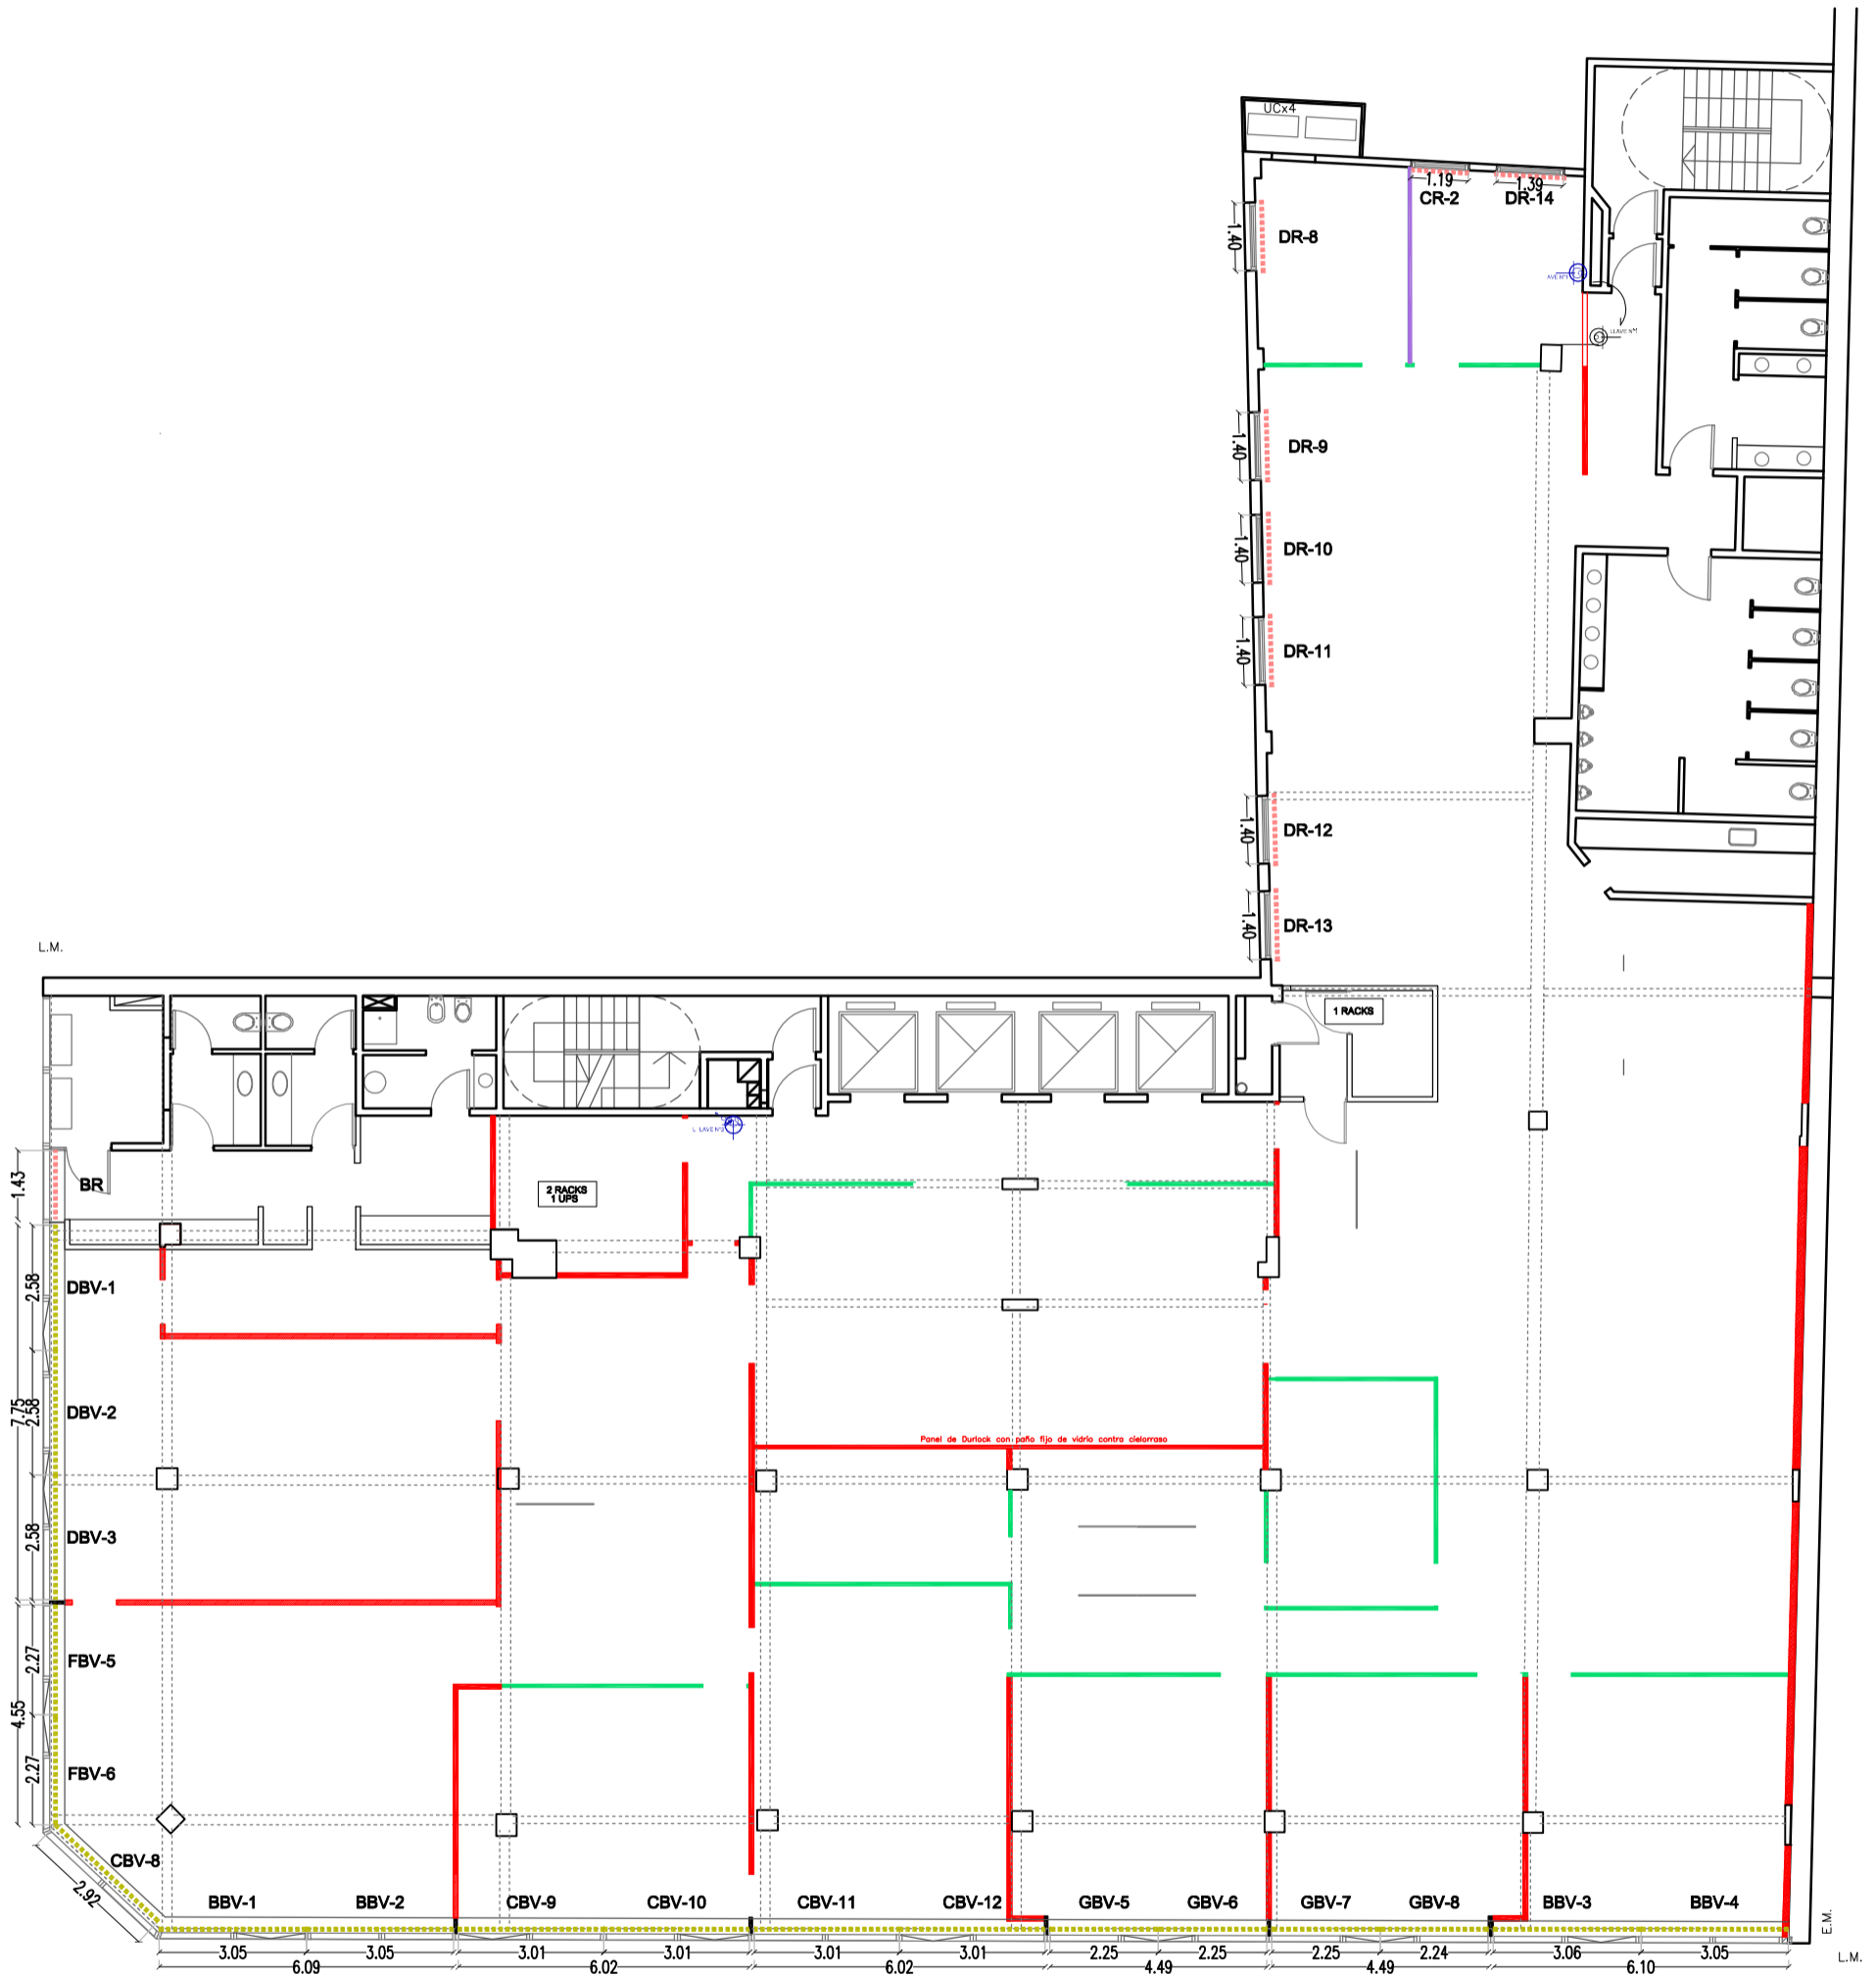 UCx4
1.19
1.39
CR-2
DR-14
1.40
DR-8
AVE Nº1
LLAVE Nº1
1.40
DR-9
1.40
DR-10
1.40
DR-11
1.40
DR-12
1.40
DR-13
L.M.
1 RACKS
L. LAVE Nº2
1.43
BR
2 RACKS
1 UPS
2.58
DBV-1
7.75
2.58
DBV-2
Panel de Durlock con paño fijo de vidrio contra cielorraso
2.58
DBV-3
2.27
FBV-5
4.55
2.27
FBV-6
CBV-8
2.92
BBV-1
BBV-2
CBV-9
CBV-10
CBV-11
CBV-12
GBV-5
GBV-6
GBV-7
GBV-8
BBV-3
BBV-4
E.M.
3.05
3.05
3.01
3.01
3.01
3.01
2.25
2.25
2.25
2.24
3.06
3.05
L.M.
6.09
6.02
6.02
4.49
4.49
6.10